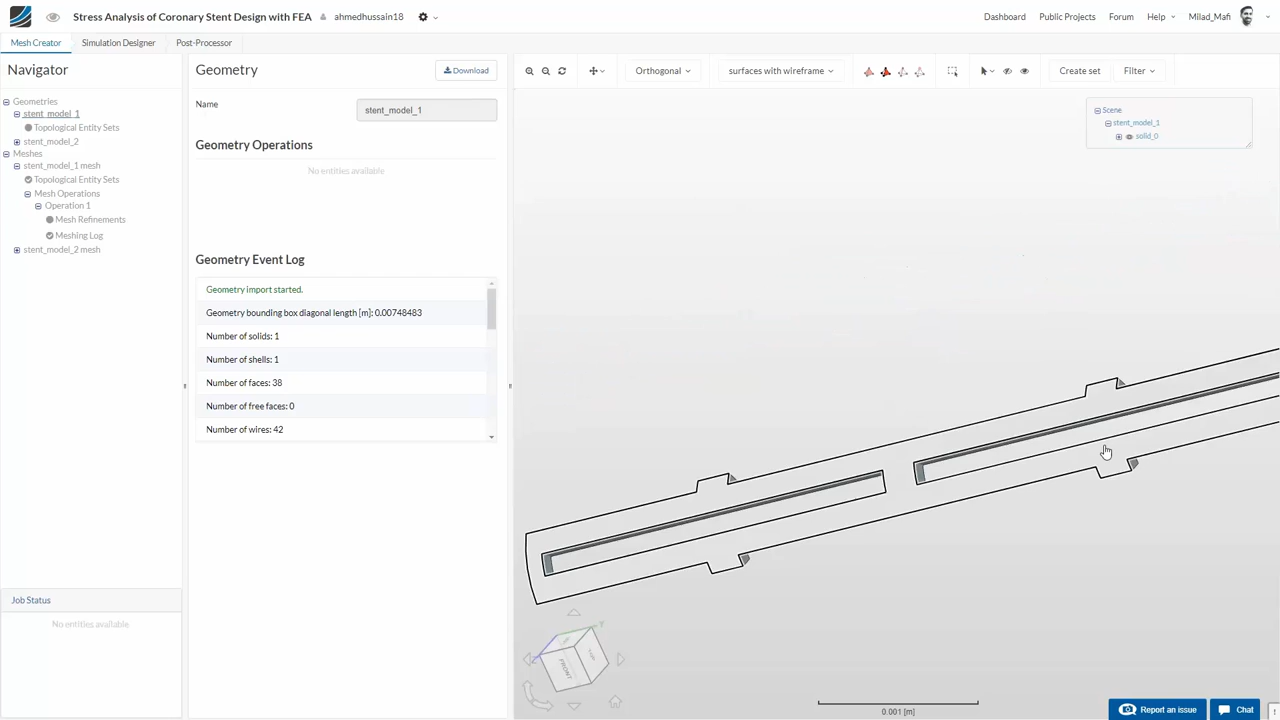 Stress Analysis of Coronary Stent Design with FEA ahmedhussain18
Dashboard Public Projects Forum Help Milad_Mafi
Mesh Creator Simulation Designer Post-Processor
Navigator
Geometries
stent_model_1
Topological Entity Sets
stent_model_2
Meshes
stent_model_1 mesh
Topological Entity Sets
Mesh Operations
Operation 1
Mesh Refinements
Meshing Log
stent_model_2 mesh
Job Status
No entities available
Geometry
Download
Name stent_model_1
Geometry Operations
No entities available
Geometry Event Log
Geometry import started.
Geometry bounding box diagonal length [m]: 0.00748483
Number of solids: 1
Number of shells: 1
Number of faces: 38
Number of free faces: 0
Number of wires: 42
Orthogonal surfaces with wireframe Create set Filter
Scene
stent_model_1
solid_0
FRONT
0.001 [m]
Report an issue Chat